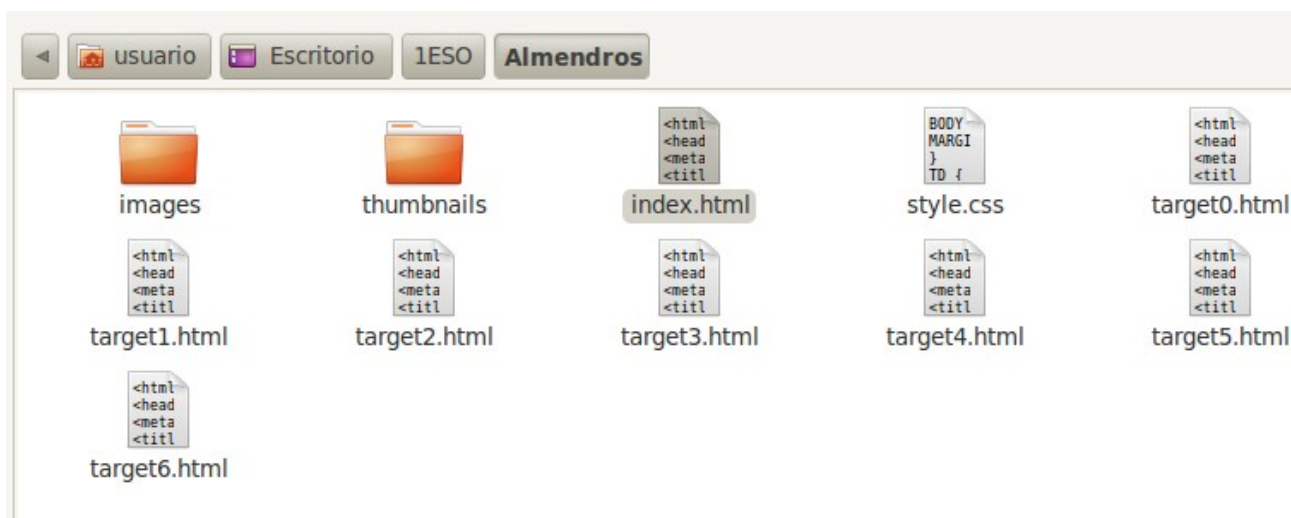 usuario Escritorio 1ESO Almendros
<html <head <meta <titl
<html <head <meta <titl
BODY MARGI } TD {
images thumbnails index.html style.css target0.html
<html <head <meta <titl
<html <head <meta <titl
<html <head <meta <titl
<html <head <meta <titl
<html <head <meta <titl
target1.html target2.html target3.html target4.html target5.html
<html
<head
<meta
<titl
target6.html